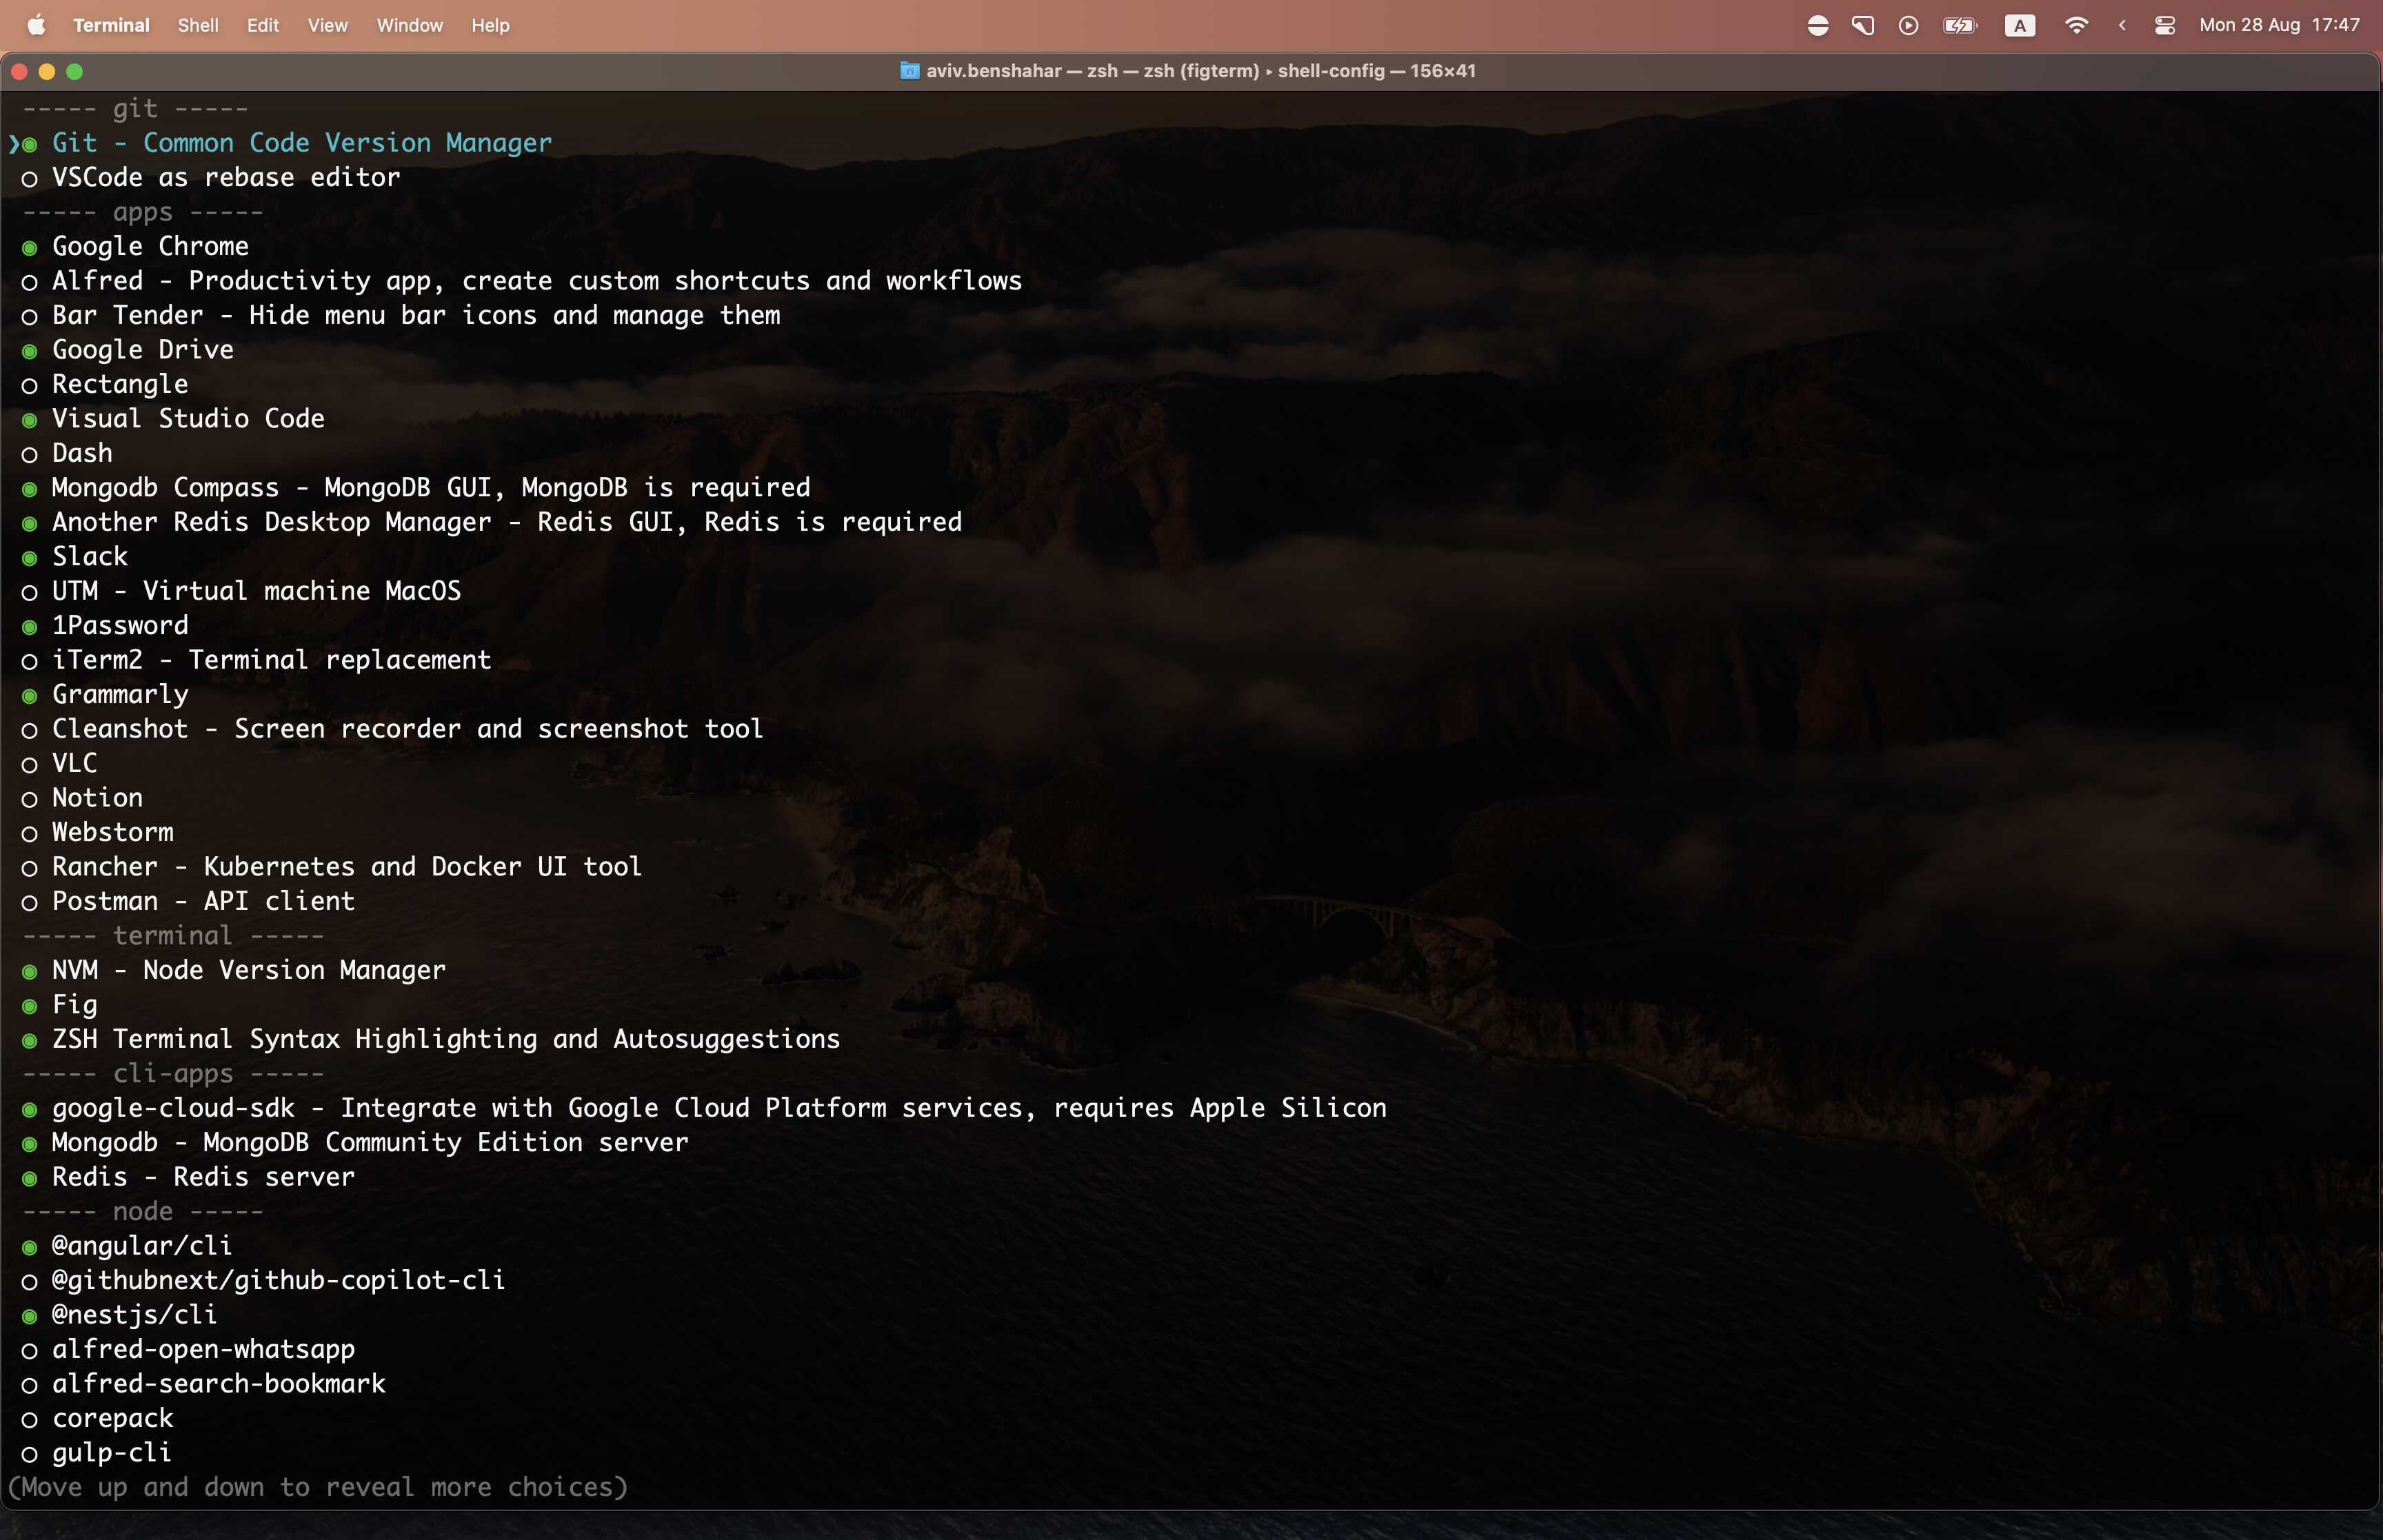 Terminal Shell Edit View Window Help A Mon 28 Aug 17:47
aviv.benshahar — zsh — zsh (figterm) ▸ shell-config — 156×41
----- git -----
❯◉ Git - Common Code Version Manager
◯ VSCode as rebase editor
----- apps -----
◉ Google Chrome
◯ Alfred - Productivity app, create custom shortcuts and workflows
◯ Bar Tender - Hide menu bar icons and manage them
◉ Google Drive
◯ Rectangle
◉ Visual Studio Code
◯ Dash
◉ Mongodb Compass - MongoDB GUI, MongoDB is required
◉ Another Redis Desktop Manager - Redis GUI, Redis is required
◉ Slack
◯ UTM - Virtual machine MacOS
◉ 1Password
◯ iTerm2 - Terminal replacement
◉ Grammarly
◯ Cleanshot - Screen recorder and screenshot tool
◯ VLC
◯ Notion
◯ Webstorm
◯ Rancher - Kubernetes and Docker UI tool
◯ Postman - API client
----- terminal -----
◉ NVM - Node Version Manager
◉ Fig
◉ ZSH Terminal Syntax Highlighting and Autosuggestions
----- cli-apps -----
◉ google-cloud-sdk - Integrate with Google Cloud Platform services, requires Apple Silicon
◉ Mongodb - MongoDB Community Edition server
◉ Redis - Redis server
----- node -----
◉ @angular/cli
◯ @githubnext/github-copilot-cli
◉ @nestjs/cli
◯ alfred-open-whatsapp
◯ alfred-search-bookmark
◯ corepack
◯ gulp-cli
(Move up and down to reveal more choices)